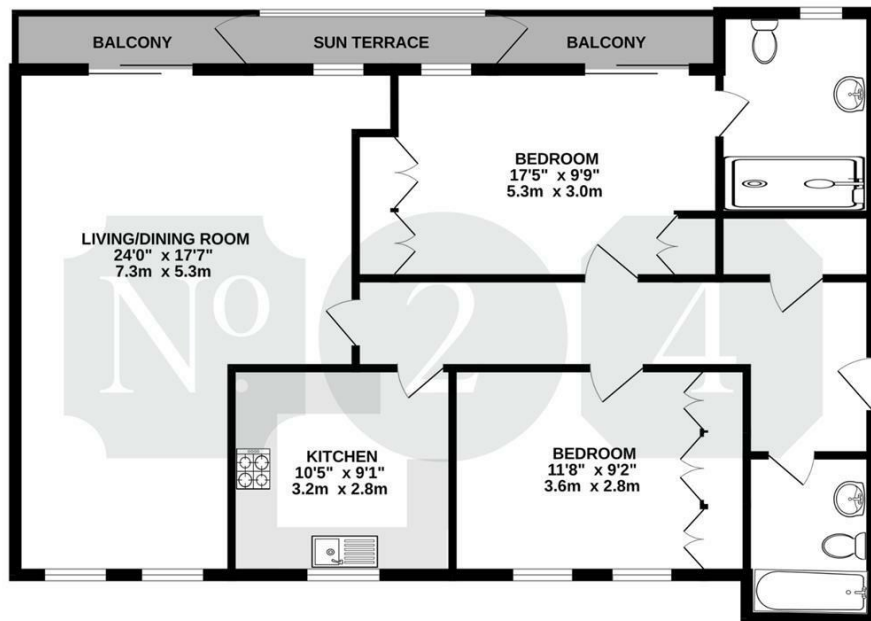 BALCONY
SUN TERRACE
BALCONY
BEDROOM
17'5" x 9'9"
5.3m x 3.0m
LIVING/DINING ROOM
24'0" x 17'7"
7.3m x 5.3m
No. 2 4
KITCHEN
10'5" x 9'1"
3.2m x 2.8m
BEDROOM
11'8" x 9'2"
3.6m x 2.8m